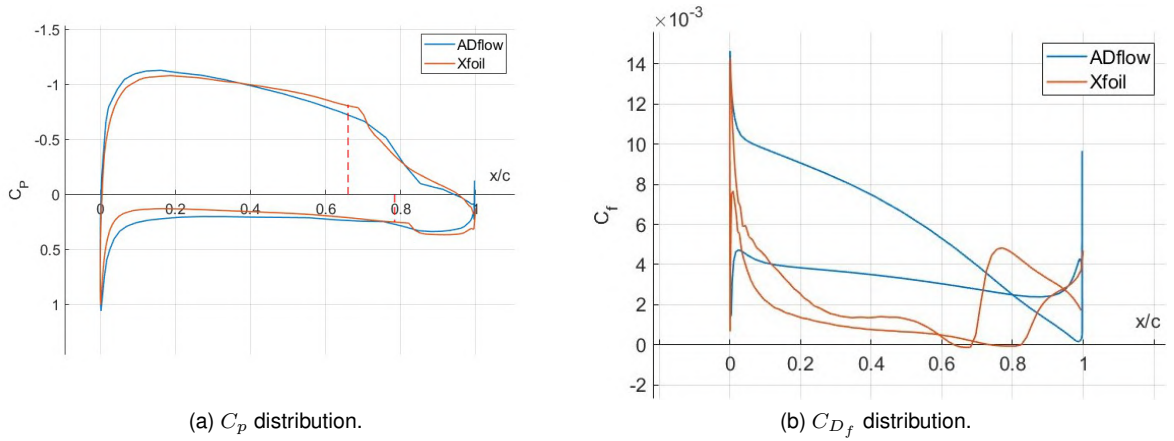 -1.5
ADflow
Xfoil
-1
-0.5
x/c
C_P
0
0 0.2 0.4 0.6 0.8 1
0.5
1
(a) C_p distribution.
×10^-3
14
ADflow
Xfoil
12
10
8
C_f
6
4
2
x/c
0
0 0.2 0.4 0.6 0.8 1
-2
(b) C_{D_f} distribution.